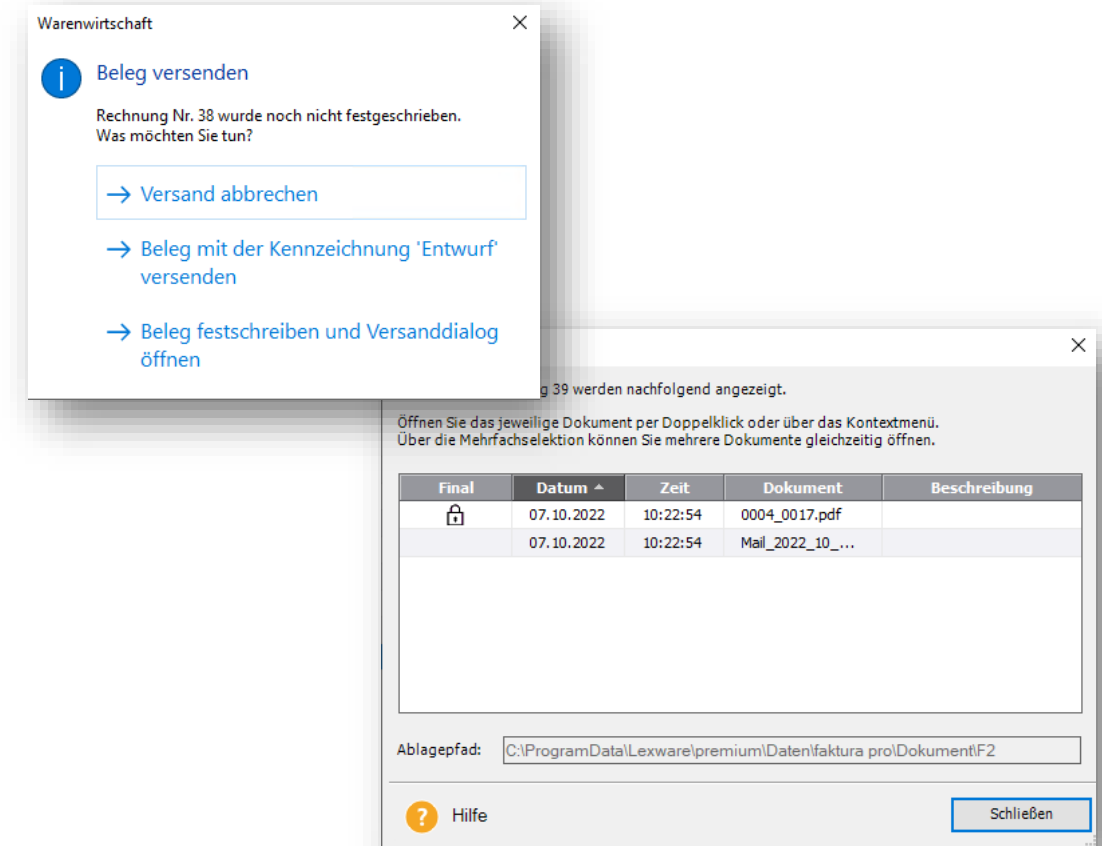 Warenwirtschaft
Beleg versenden
Rechnung Nr. 38 wurde noch nicht festgeschrieben.
Was möchten Sie tun?
→ Versand abbrechen
→ Beleg mit der Kennzeichnung 'Entwurf'
versenden
→ Beleg festschreiben und Versanddialog
öffnen
39 werden nachfolgend angezeigt.
Öffnen Sie das jeweilige Dokument per Doppelklick oder über das Kontextmenü.
Über die Mehrfachselektion können Sie mehrere Dokumente gleichzeitig öffnen.
Final Datum Zeit Dokument Beschreibung
07.10.2022 10:22:54 0004_0017.pdf
07.10.2022 10:22:54 Mail_2022_10_...
Ablagepfad: C:\ProgramData\Lexware\premium\Daten\faktura pro\Dokument\F2
? Hilfe Schließen